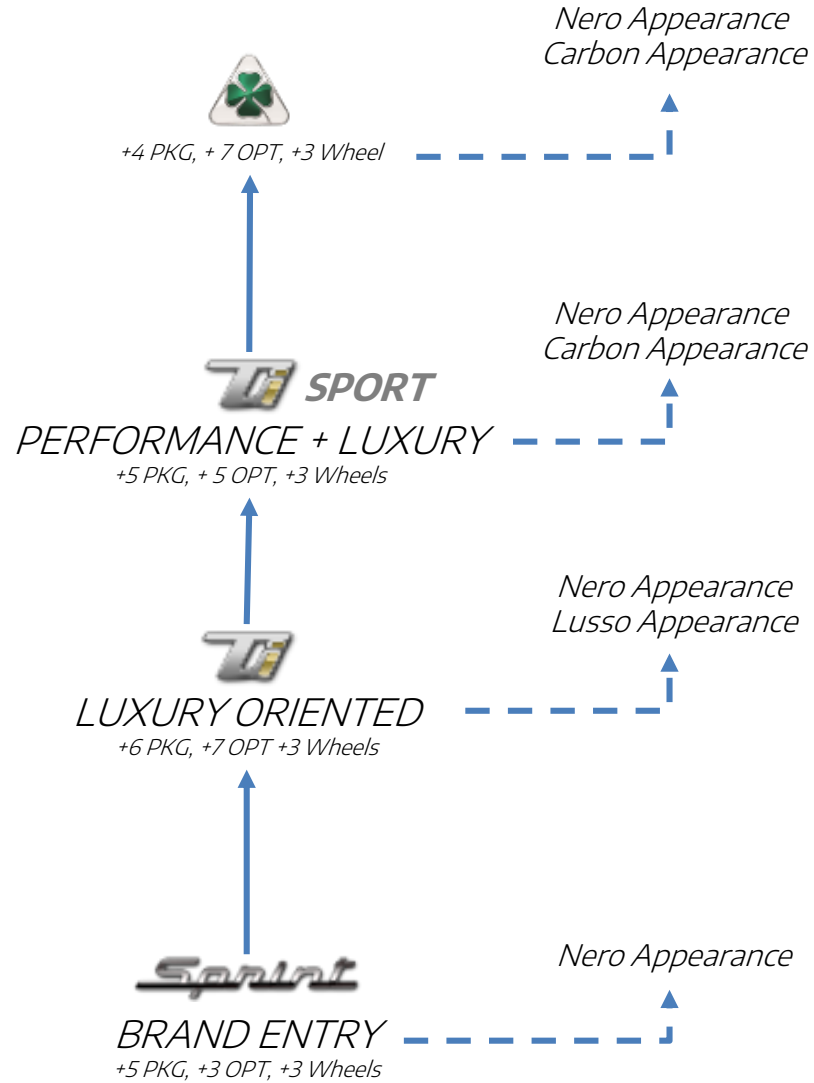 Nero Appearance
Carbon Appearance
+4 PKG, + 7 OPT, +3 Wheel
Nero Appearance
Carbon Appearance
Ti SPORT
PERFORMANCE + LUXURY
+5 PKG, + 5 OPT, +3 Wheels
Nero Appearance
Lusso Appearance
Ti
LUXURY ORIENTED
+6 PKG, +7 OPT +3 Wheels
Sprint
Nero Appearance
BRAND ENTRY
+5 PKG, +3 OPT, +3 Wheels